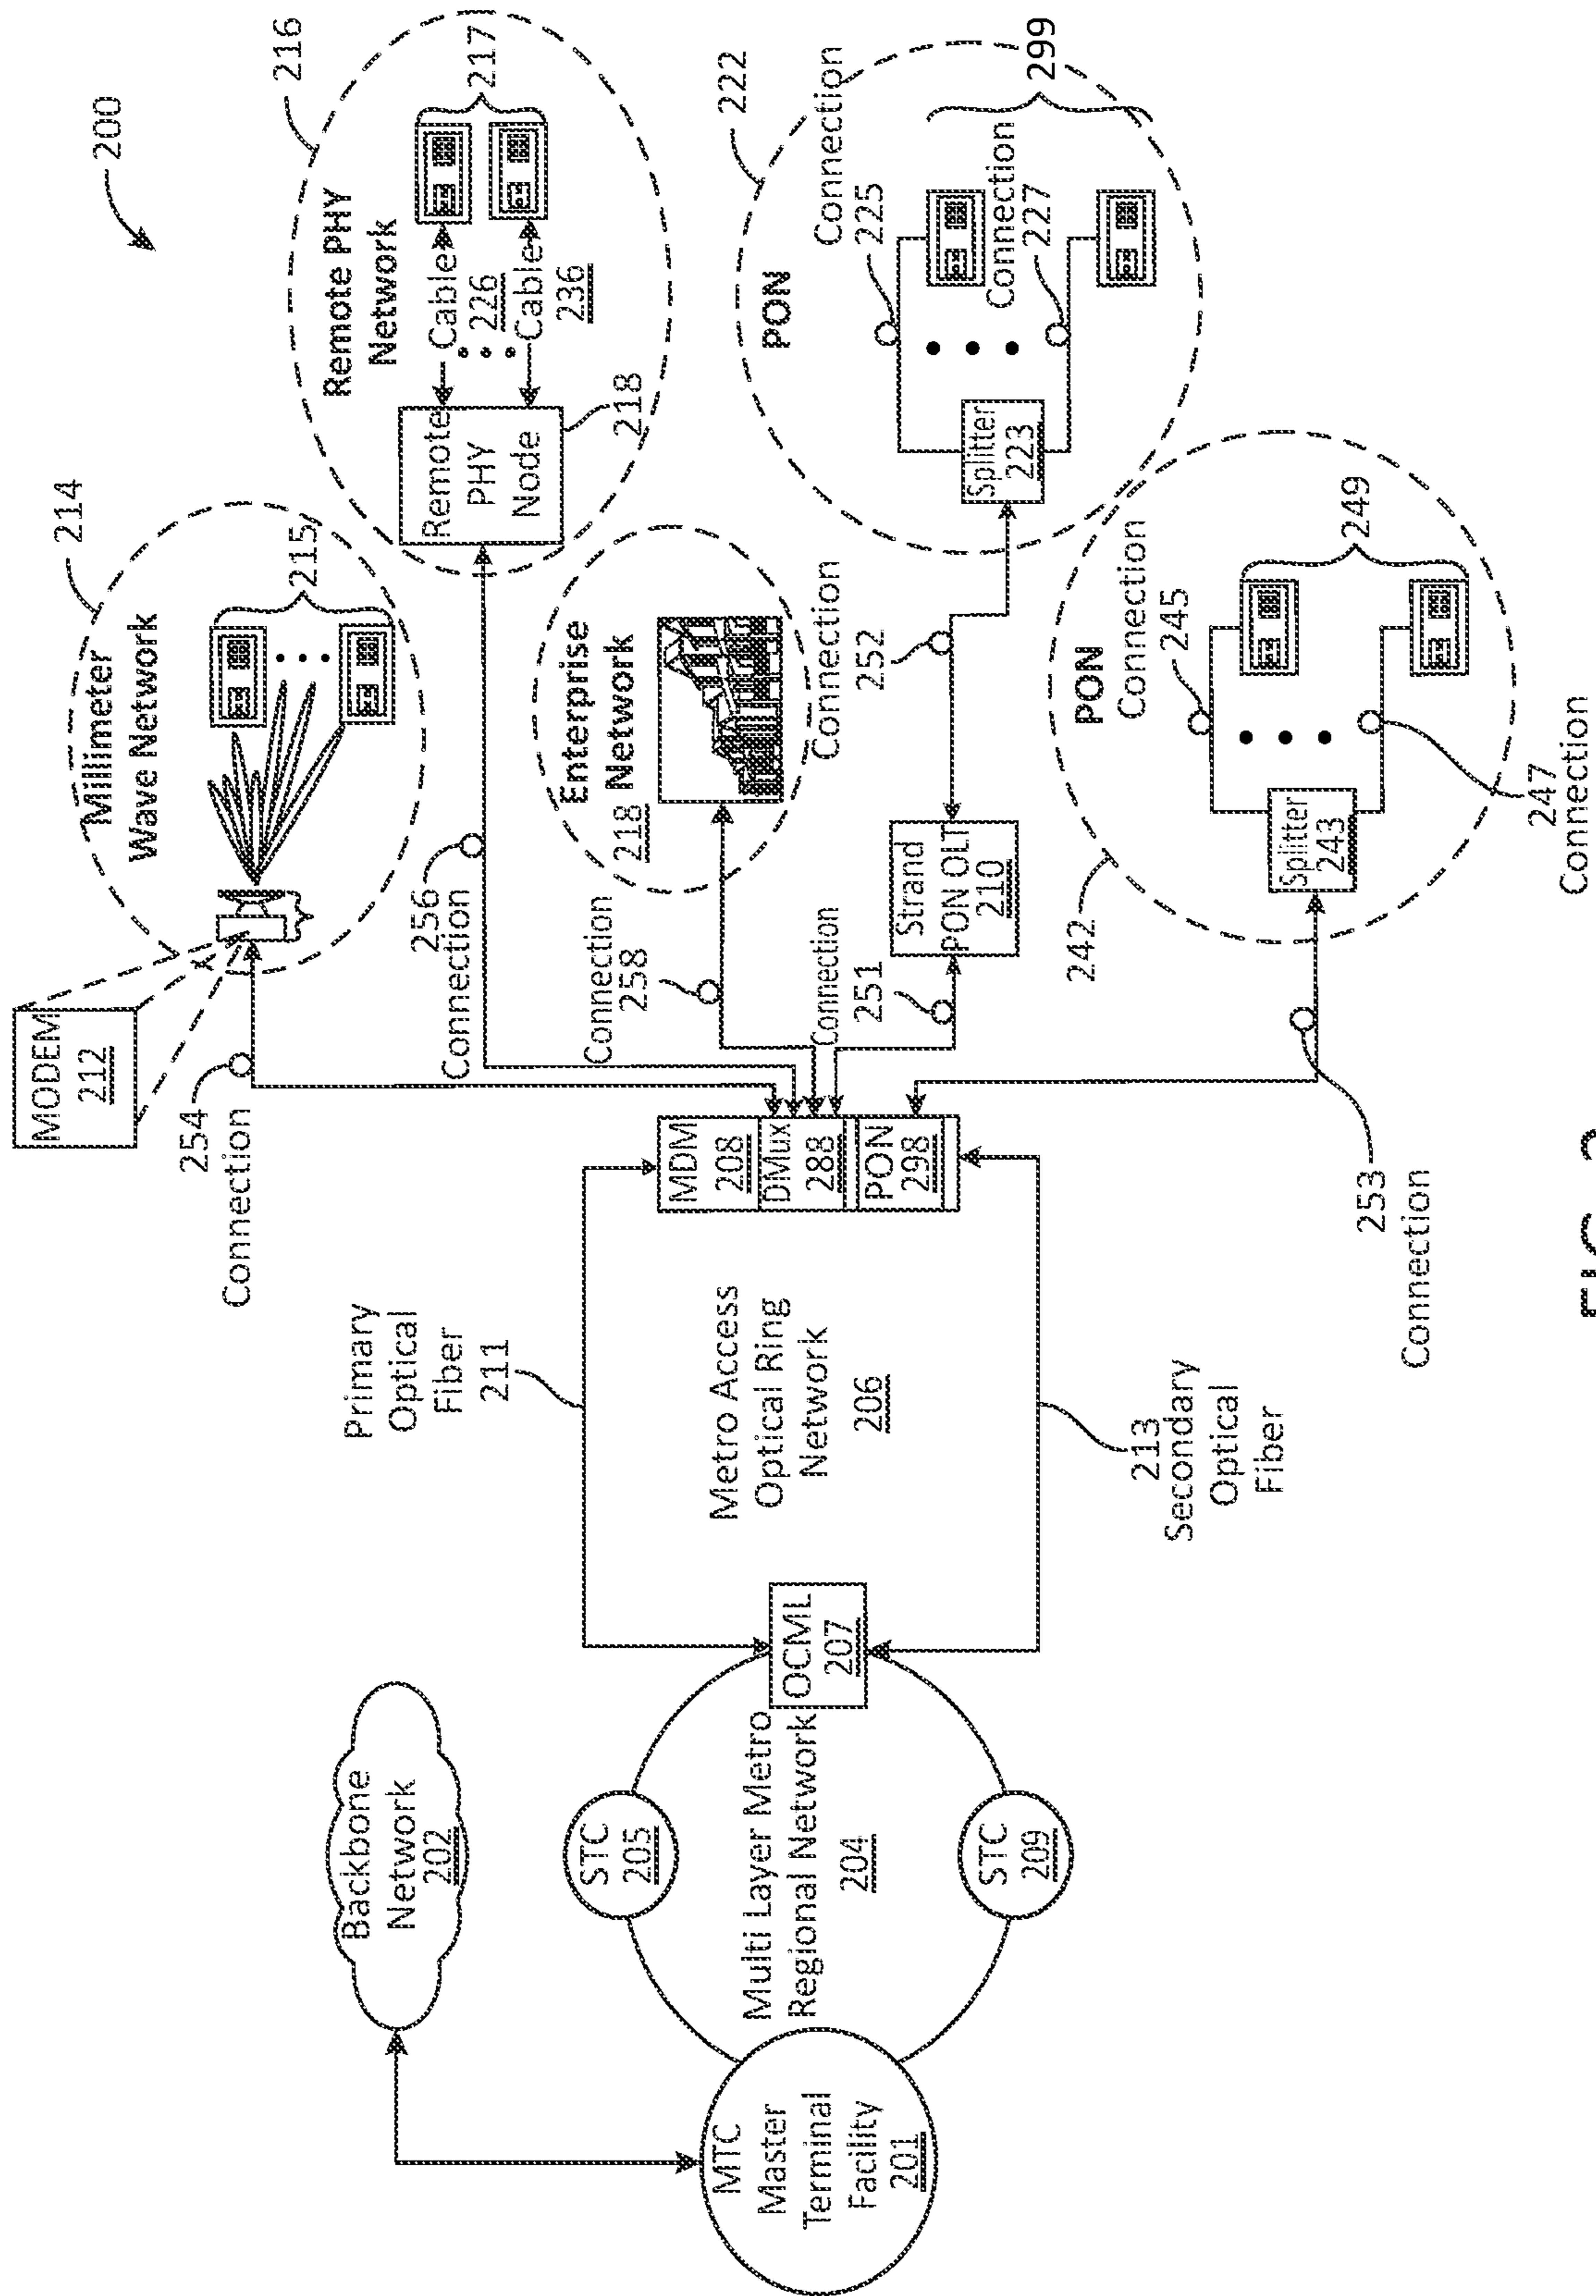 200
Backbone
Network
202
MTC
Master
Terminal
Facility
201
STC
205
Multi Layer Metro
Regional Network
204
STC
209
OCML
207
Primary
Optical
Fiber
211
Metro Access
Optical Ring
Network
206
213
Secondary
Optical
Fiber
MDM
208
DMux
288
PON
298
MODEM
212
254
Connection
Millimeter
Wave Network
214
215
256
Connection
Remote PHY
Network
216
Remote
PHY
Node
218
Cable
226
Cable
236
217
Connection
258
Enterprise
Network
218
Connection
251
Strand
PON OLT
210
Connection
252
PON
222
Splitter
223
Connection
225
Connection
227
299
253
Connection
242
PON
Splitter
243
Connection
245
247
Connection
249